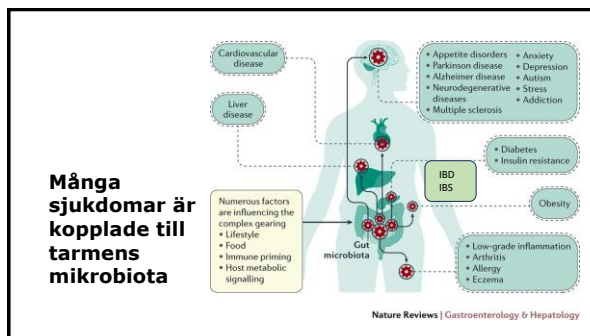 Många
sjukdomar är
kopplade till
tarmens
mikrobiota
Cardiovascular
disease
Liver
disease
Numerous factors
are influencing the
complex gearing
• Lifestyle
• Food
• Immune priming
• Host metabolic
signalling
Gut
microbiota
• Appetite disorders
• Parkinson disease
• Alzheimer disease
• Neurodegenerative
diseases
• Multiple sclerosis
• Anxiety
• Depression
• Autism
• Stress
• Addiction
• Diabetes
• Insulin resistance
IBD
IBS
Obesity
• Low-grade inflammation
• Arthritis
• Allergy
• Eczema
Nature Reviews | Gastroenterology & Hepatology